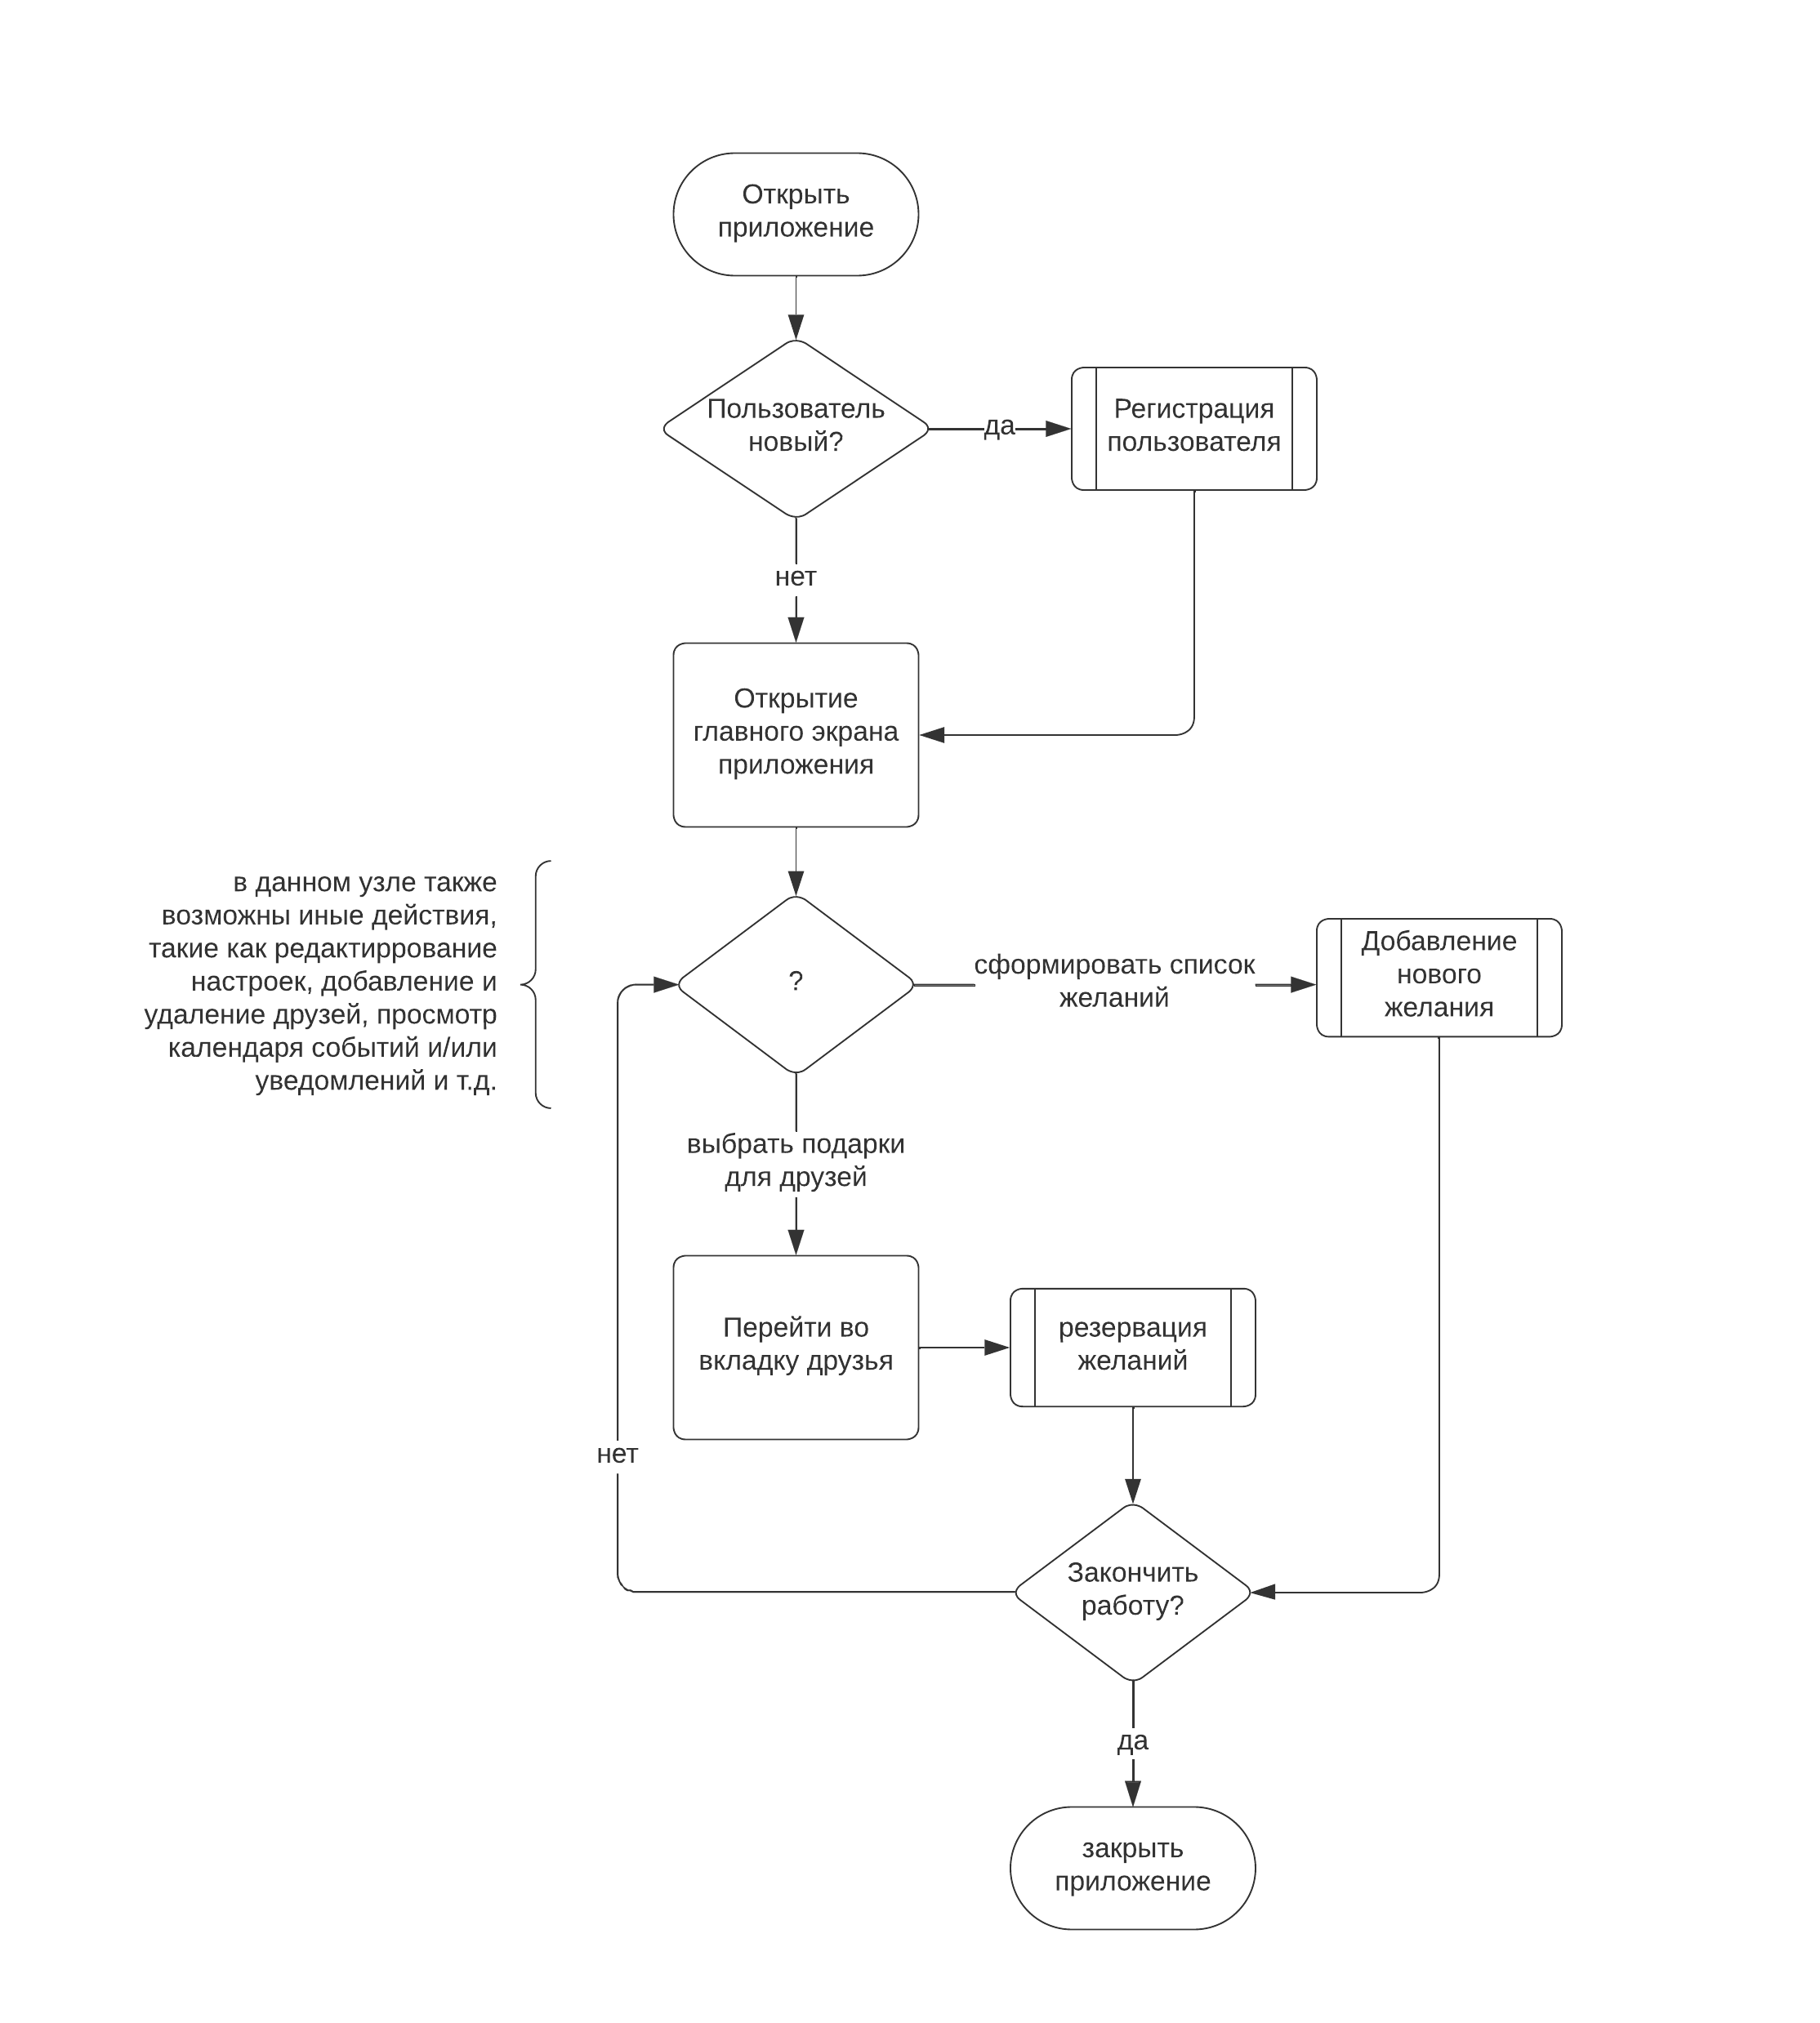 Открыть
приложение
Пользователь
новый?
да
Регистрация
пользователя
нет
Открытие
главного экрана
приложения
в данном узле также
возможны иные действия,
такие как редактиррование
настроек, добавление и
удаление друзей, просмотр
календаря событий и/или
уведомлений и т.д.
?
сформировать список
желаний
Добавление
нового
желания
выбрать подарки
для друзей
Перейти во
вкладку друзья
резервация
желаний
нет
Закончить
работу?
да
закрыть
приложение